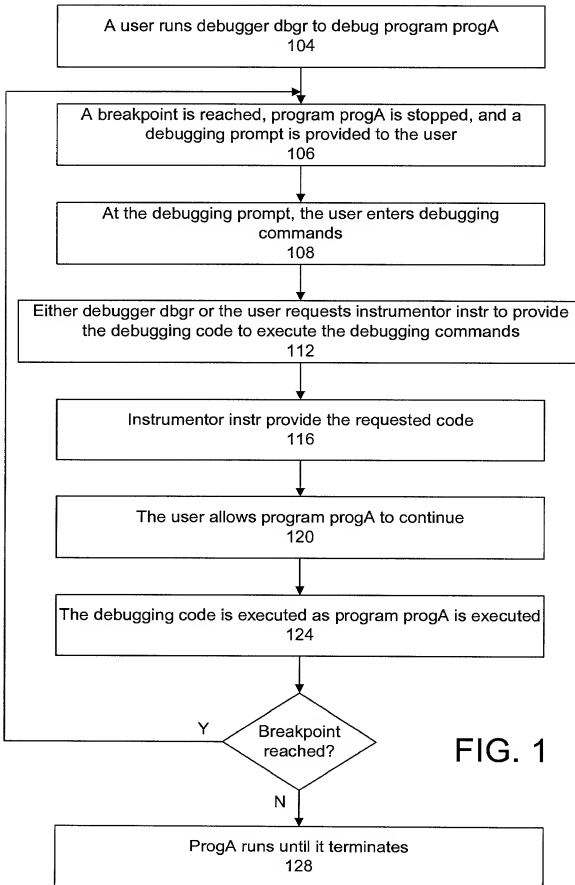 A user runs debugger dbgr to debug program progA
104
A breakpoint is reached, program progA is stopped, and a
debugging prompt is provided to the user
106
At the debugging prompt, the user enters debugging
commands
108
Either debugger dbgr or the user requests instrumentor instr to provide
the debugging code to execute the debugging commands
112
Instrumentor instr provide the requested code
116
The user allows program progA to continue
120
The debugging code is executed as program progA is executed
124
Y
Breakpoint
reached?
FIG. 1
N
ProgA runs until it terminates
128